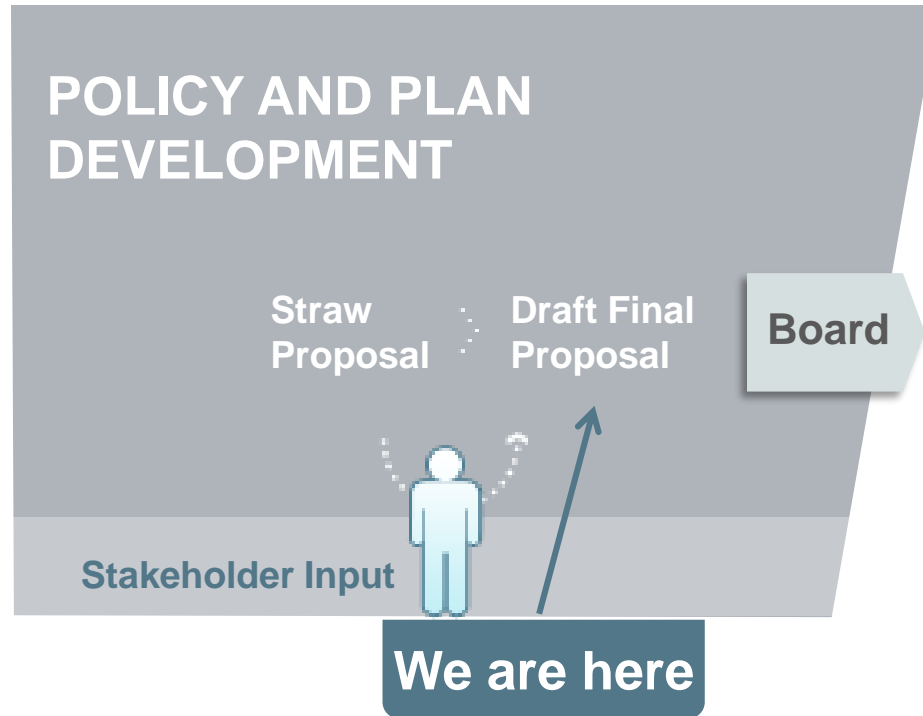 POLICY AND PLAN
DEVELOPMENT
Straw
Proposal
Draft Final
Proposal
Board
Stakeholder Input
We are here